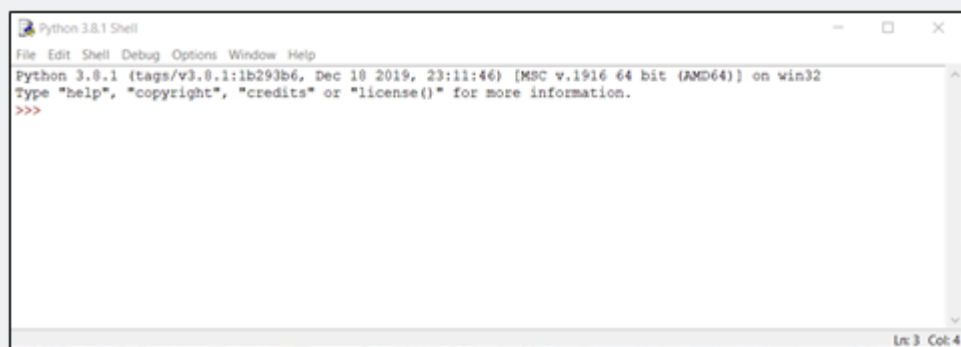 Python 3.8.1 Shell
File Edit Shell Debug Options Window Help
Python 3.8.1 (tags/v3.8.1:1b293b6, Dec 18 2019, 23:11:46) [MSC v.1916 64 bit (AMD64)] on win32
Type "help", "copyright", "credits" or "license()" for more information.
>>>
Ln: 3 Col: 4